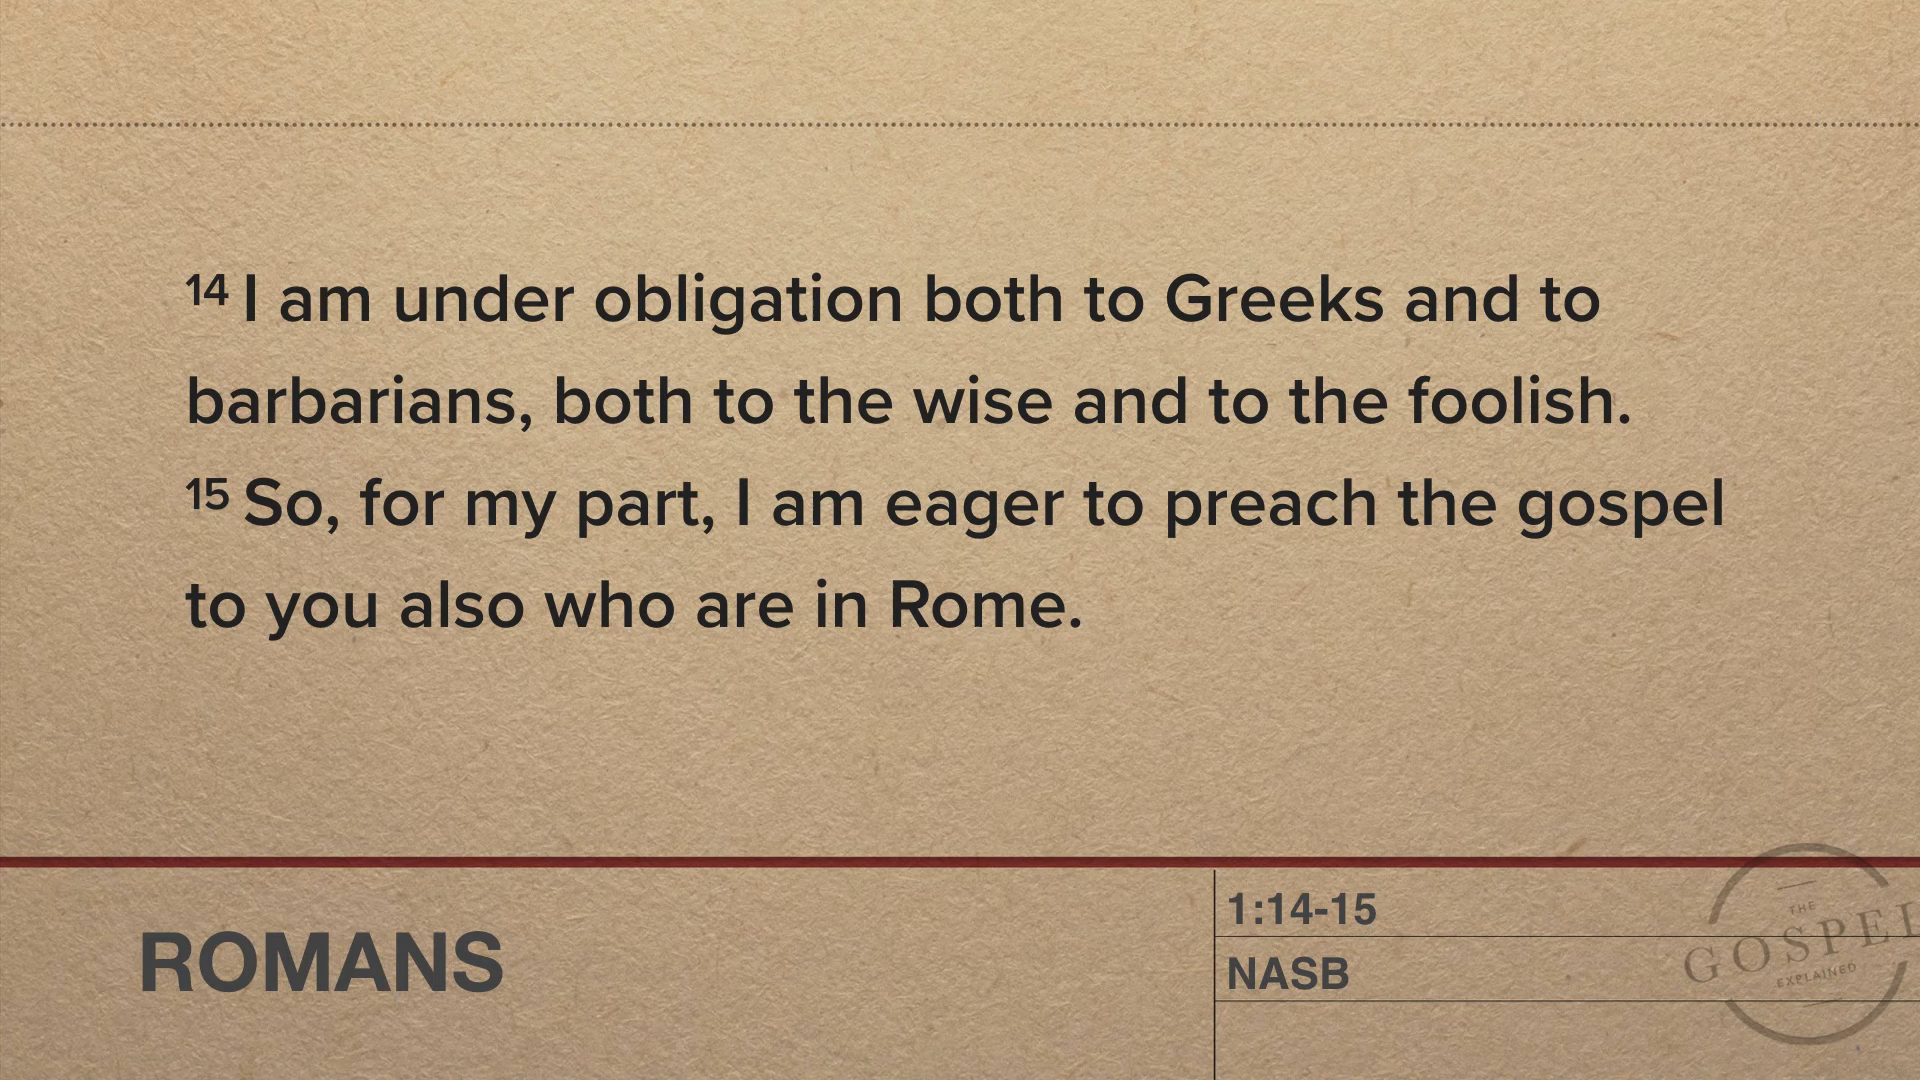 14 I am under obligation both to Greeks and to
barbarians, both to the wise and to the foolish.
15 So, for my part, I am eager to preach the gospel
to you also who are in Rome.
ROMANS
1:14-15
NASB
THE
GOSPEL
EXPLAINED